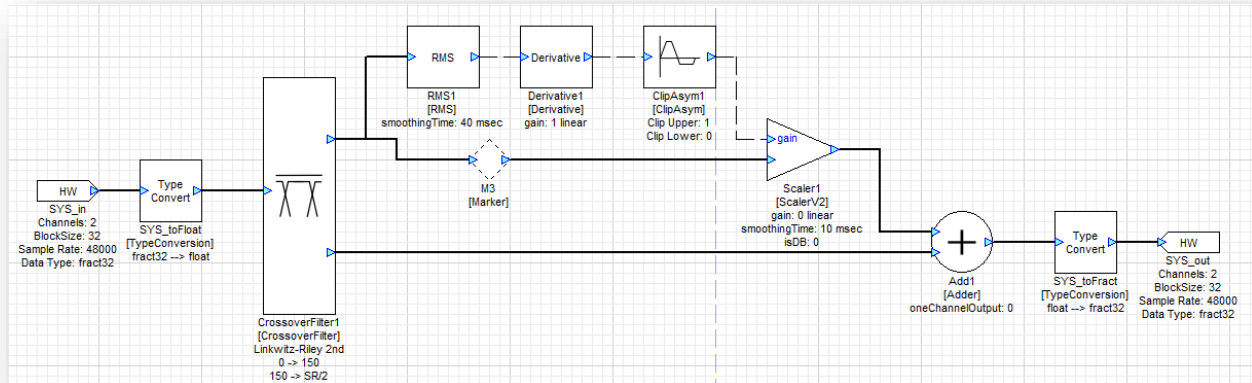 HW
SYS_in
Channels: 2
BlockSize: 32
Sample Rate: 48000
Data Type: fract32
Type
Convert
SYS_toFloat
[TypeConversion]
fract32 --> float
CrossoverFilter1
[CrossoverFilter]
Linkwitz-Riley 2nd
0 -> 150
150 -> SR/2
RMS
RMS1
[RMS]
smoothingTime: 40 msec
Derivative
Derivative1
[Derivative]
gain: 1 linear
ClipAsym1
[ClipAsym]
Clip Upper: 1
Clip Lower: 0
M3
[Marker]
gain
Scaler1
[ScalerV2]
gain: 0 linear
smoothingTime: 10 msec
isDB: 0
Add1
[Adder]
oneChannelOutput: 0
Type
Convert
SYS_toFract
[TypeConversion]
float --> fract32
HW
SYS_out
Channels: 2
BlockSize: 32
Sample Rate: 48000
Data Type: fract32